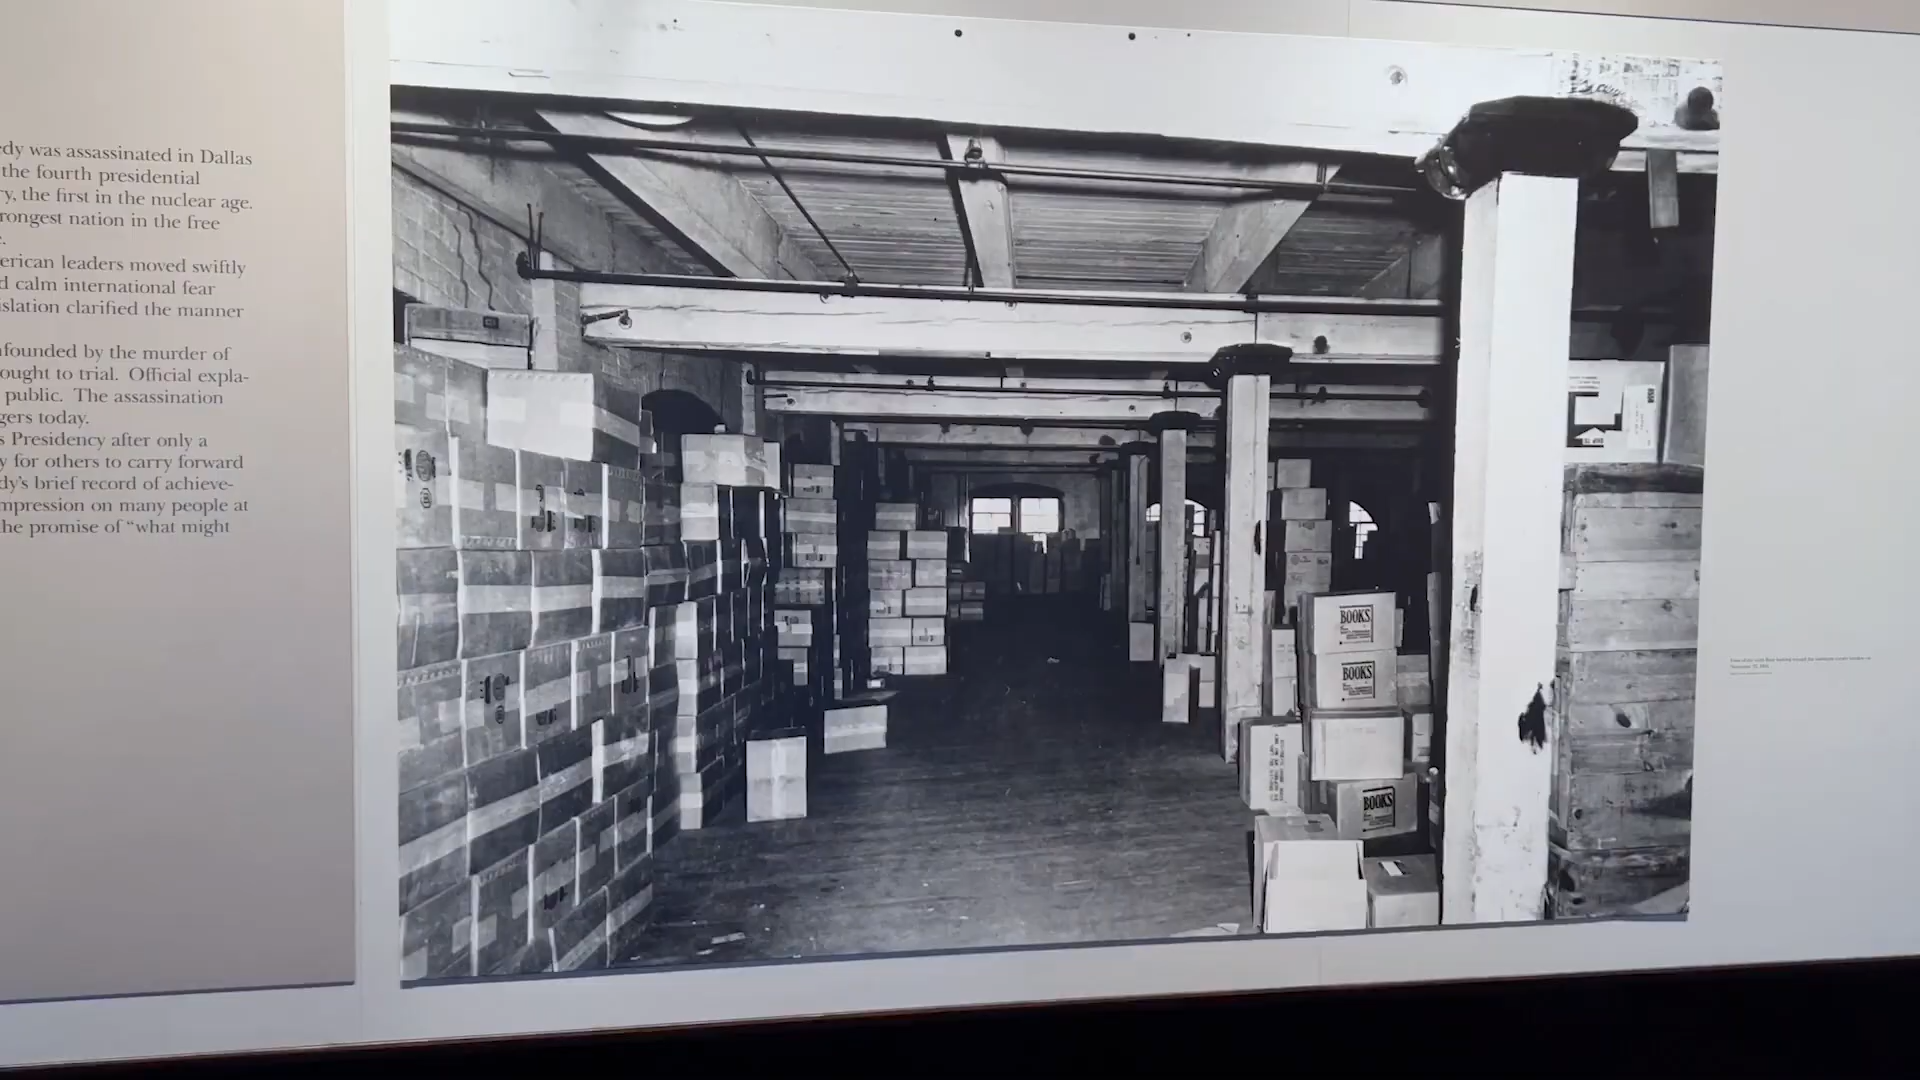 edy was assassinated in Dallas
the fourth presidential
ry, the first in the nuclear age.
rongest nation in the free
e.
erican leaders moved swiftly
d calm international fear
islation clarified the manner
nfounded by the murder of
ought to trial. Official expla-
public. The assassination
gers today.
s Presidency after only a
y for others to carry forward
dy's brief record of achieve-
mpression on many people at
he promise of "what might
BOOKS
BOOKS
BOOKS